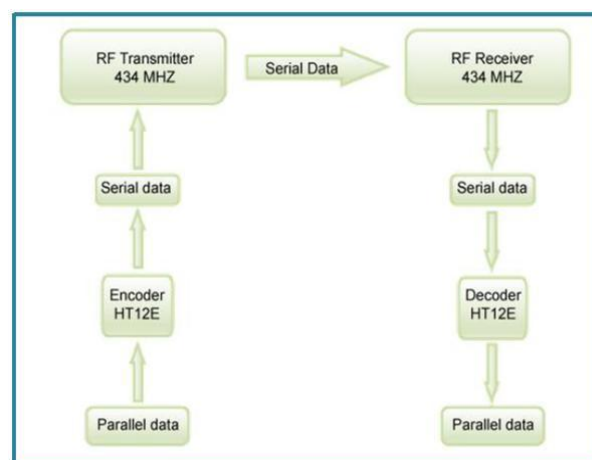 RF Transmitter
434 MHZ
Serial Data
RF Receiver
434 MHZ
Serial data
Serial data
Encoder
HT12E
Decoder
HT12E
Parallel data
Parallel data